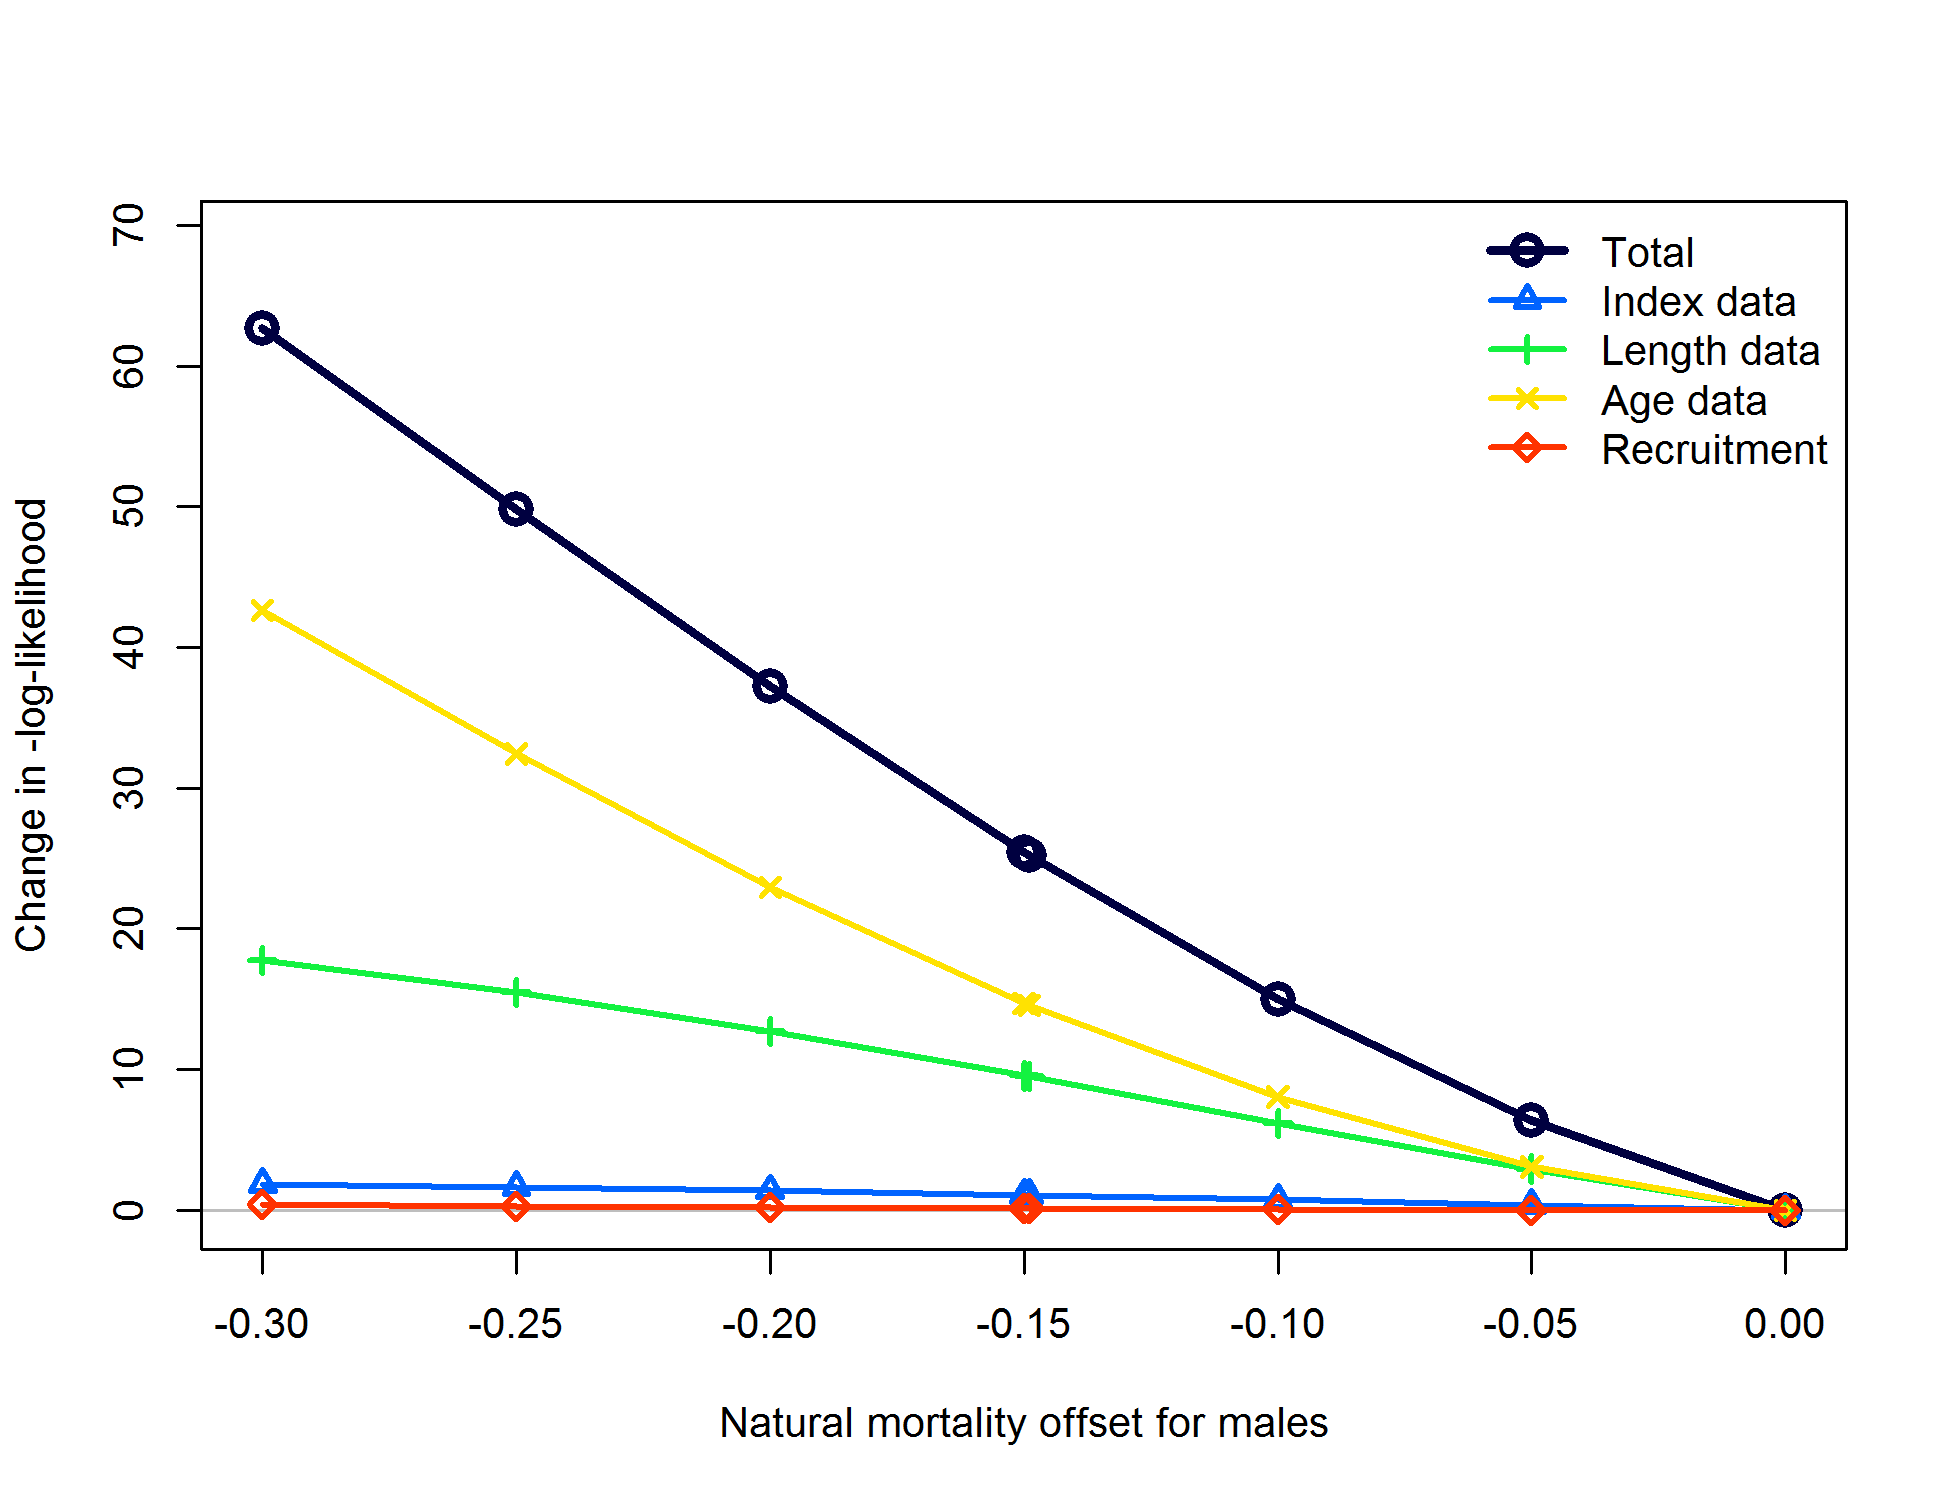 Change in -log-likelihood
70
60
50
40
30
20
10
0
Total
Index data
Length data
Age data
Recruitment
-0.30 -0.25 -0.20 -0.15 -0.10 -0.05 0.00
Natural mortality offset for males